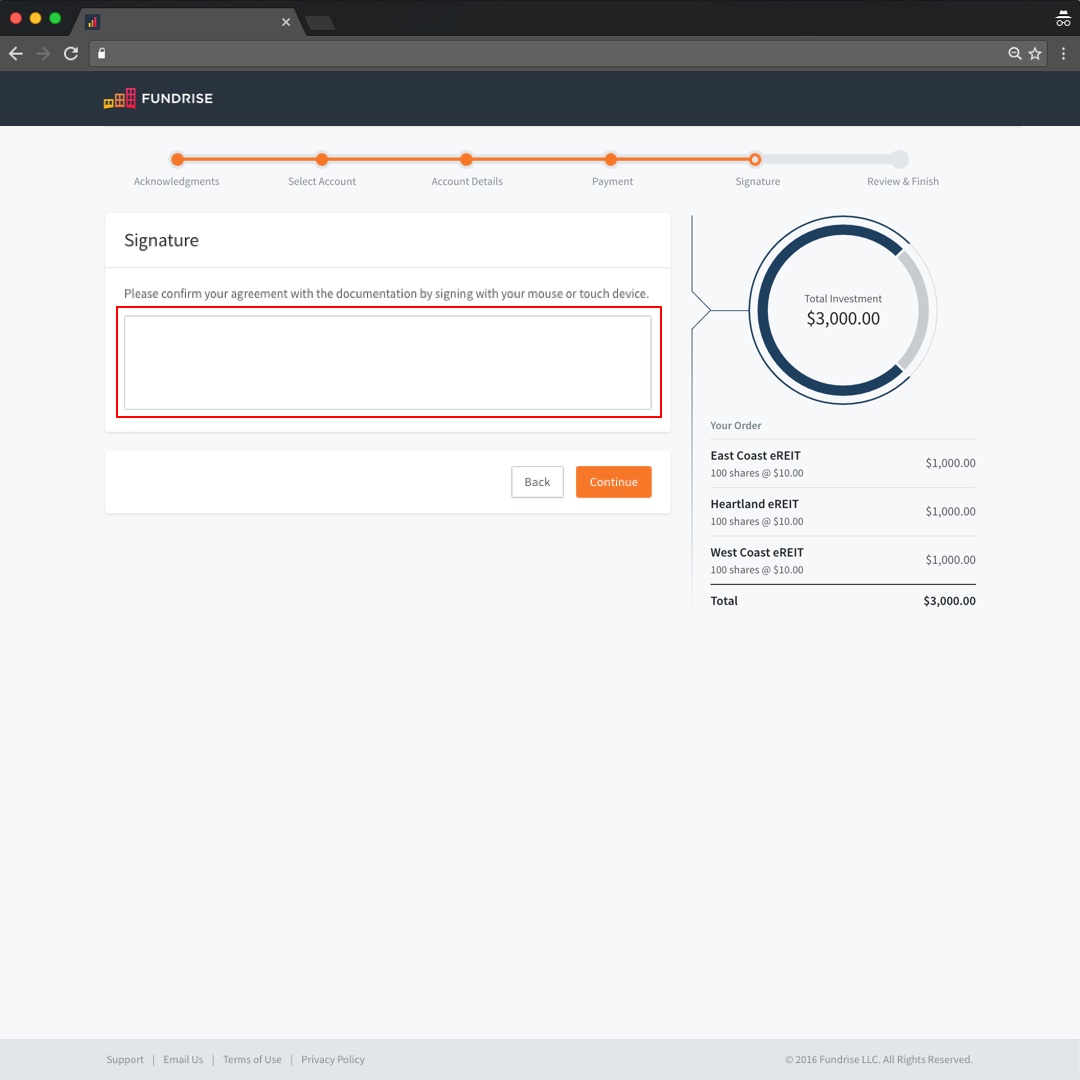 FUNDRISE
Acknowledgments
Select Account
Account Details
Payment
Signature
Review & Finish
Signature
Please confirm your agreement with the documentation by signing with your mouse or touch device.
Back
Continue
Total Investment
$3,000.00
Your Order
East Coast eREIT
$1,000.00
100 shares @ $10.00
Heartland eREIT
$1,000.00
100 shares @ $10.00
West Coast eREIT
$1,000.00
100 shares @ $10.00
Total $3,000.00
Support | Email Us | Terms of Use | Privacy Policy
© 2016 Fundrise LLC. All Rights Reserved.